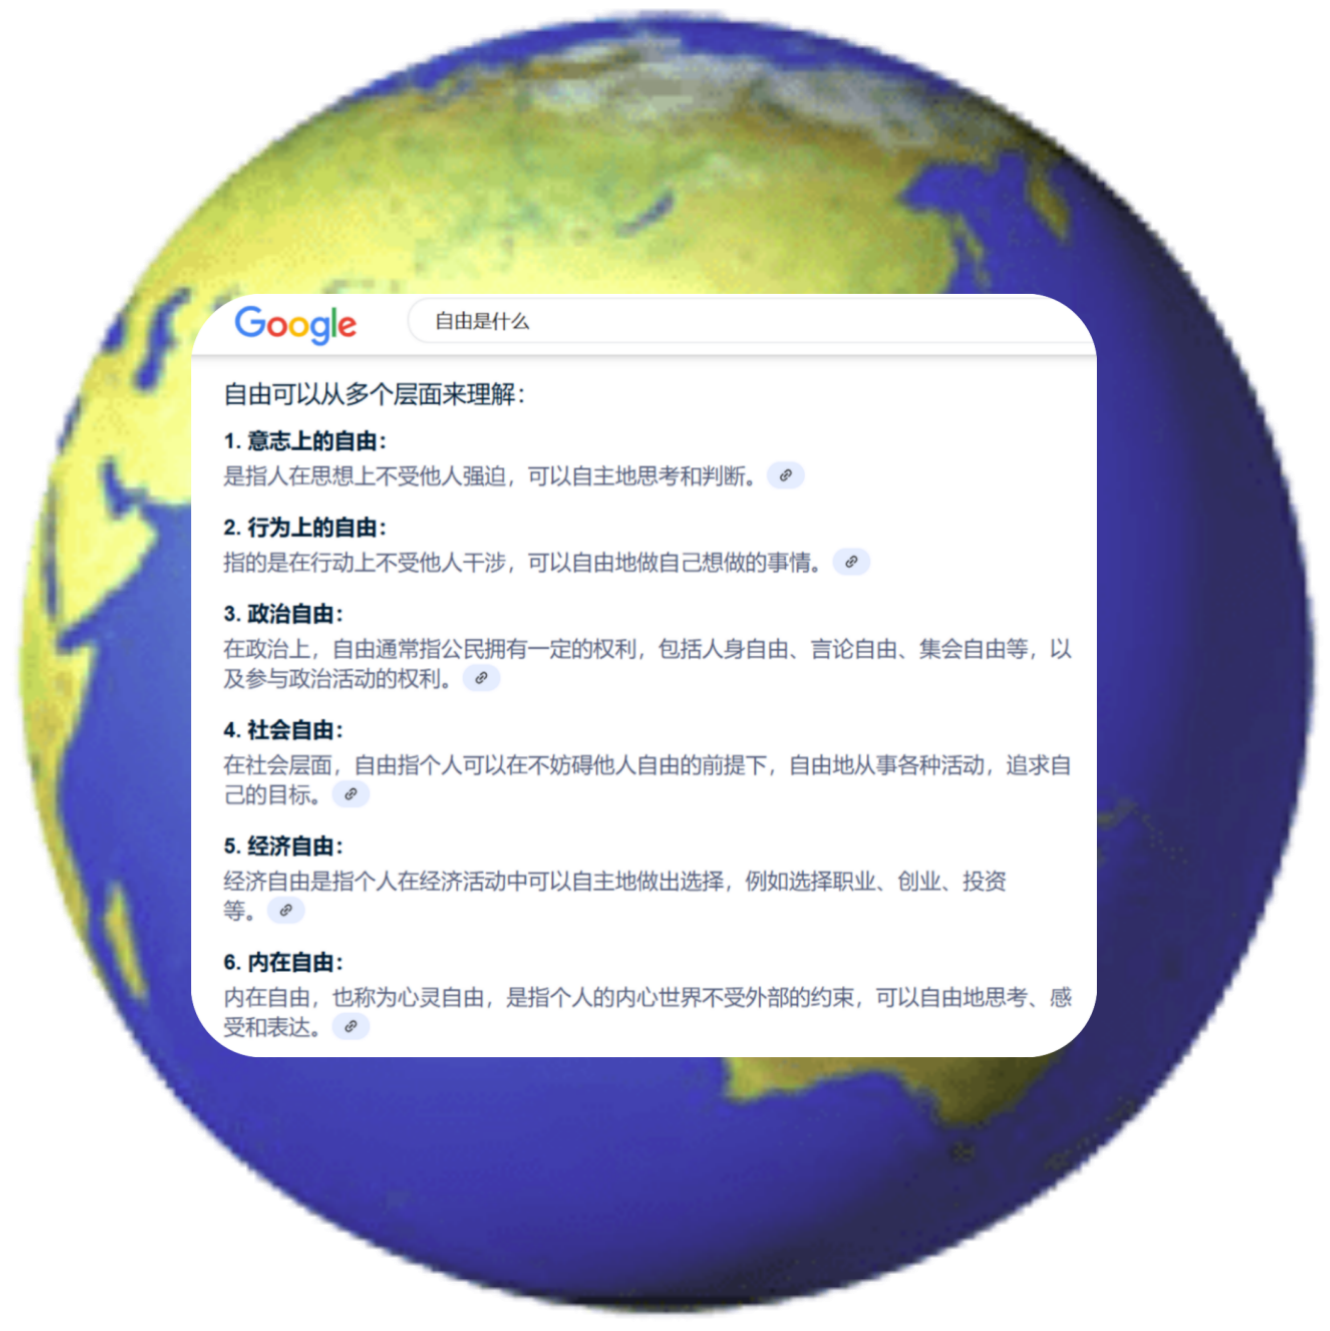 Google
自由是什么
自由可以从多个层面来理解：
1. 意志上的自由：
是指人在思想上不受他人强迫，可以自主地思考和判断。
2. 行为上的自由：
指的是在行动上不受他人干涉，可以自由地做自己想做的事情。
3. 政治自由：
在政治上，自由通常指公民拥有一定的权利，包括人身自由、言论自由、集会自由等，以
及参与政治活动的权利。
4. 社会自由：
在社会层面，自由指个人可以在不妨碍他人自由的前提下，自由地从事各种活动，追求自
己的目标。
5. 经济自由：
经济自由是指个人在经济活动中可以自主地做出选择，例如选择职业、创业、投资
等。
6. 内在自由：
内在自由，也称为心灵自由，是指个人的内心世界不受外部的约束，可以自由地思考、感
受和表达。